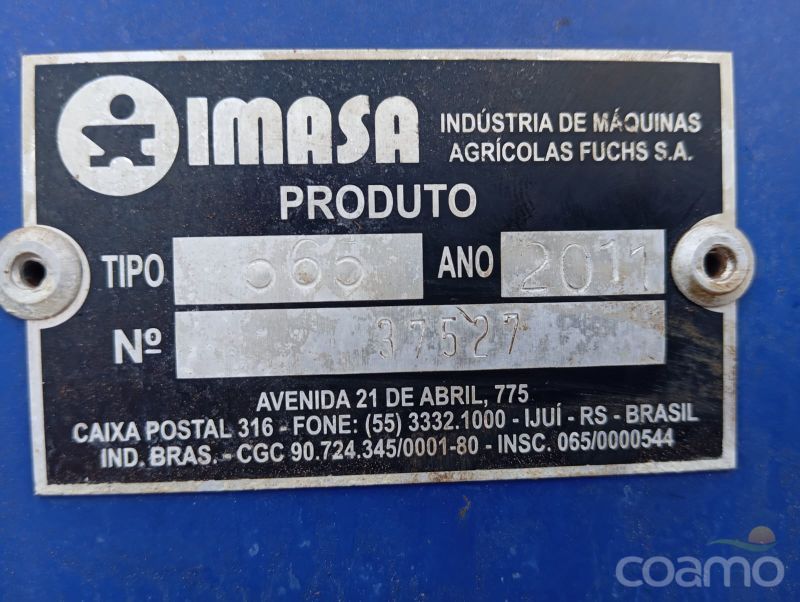 IMASA
INDÚSTRIA DE MÁQUINAS
AGRÍCOLAS FUCHS S.A.
PRODUTO
TIPO 565 ANO 2011
Nº 37527
AVENIDA 21 DE ABRIL, 775
CAIXA POSTAL 316 - FONE: (55) 3332.1000 - IJUÍ - RS - BRASIL
IND. BRAS. - CGC 90.724.345/0001-80 - INSC. 065/0000544
coamo